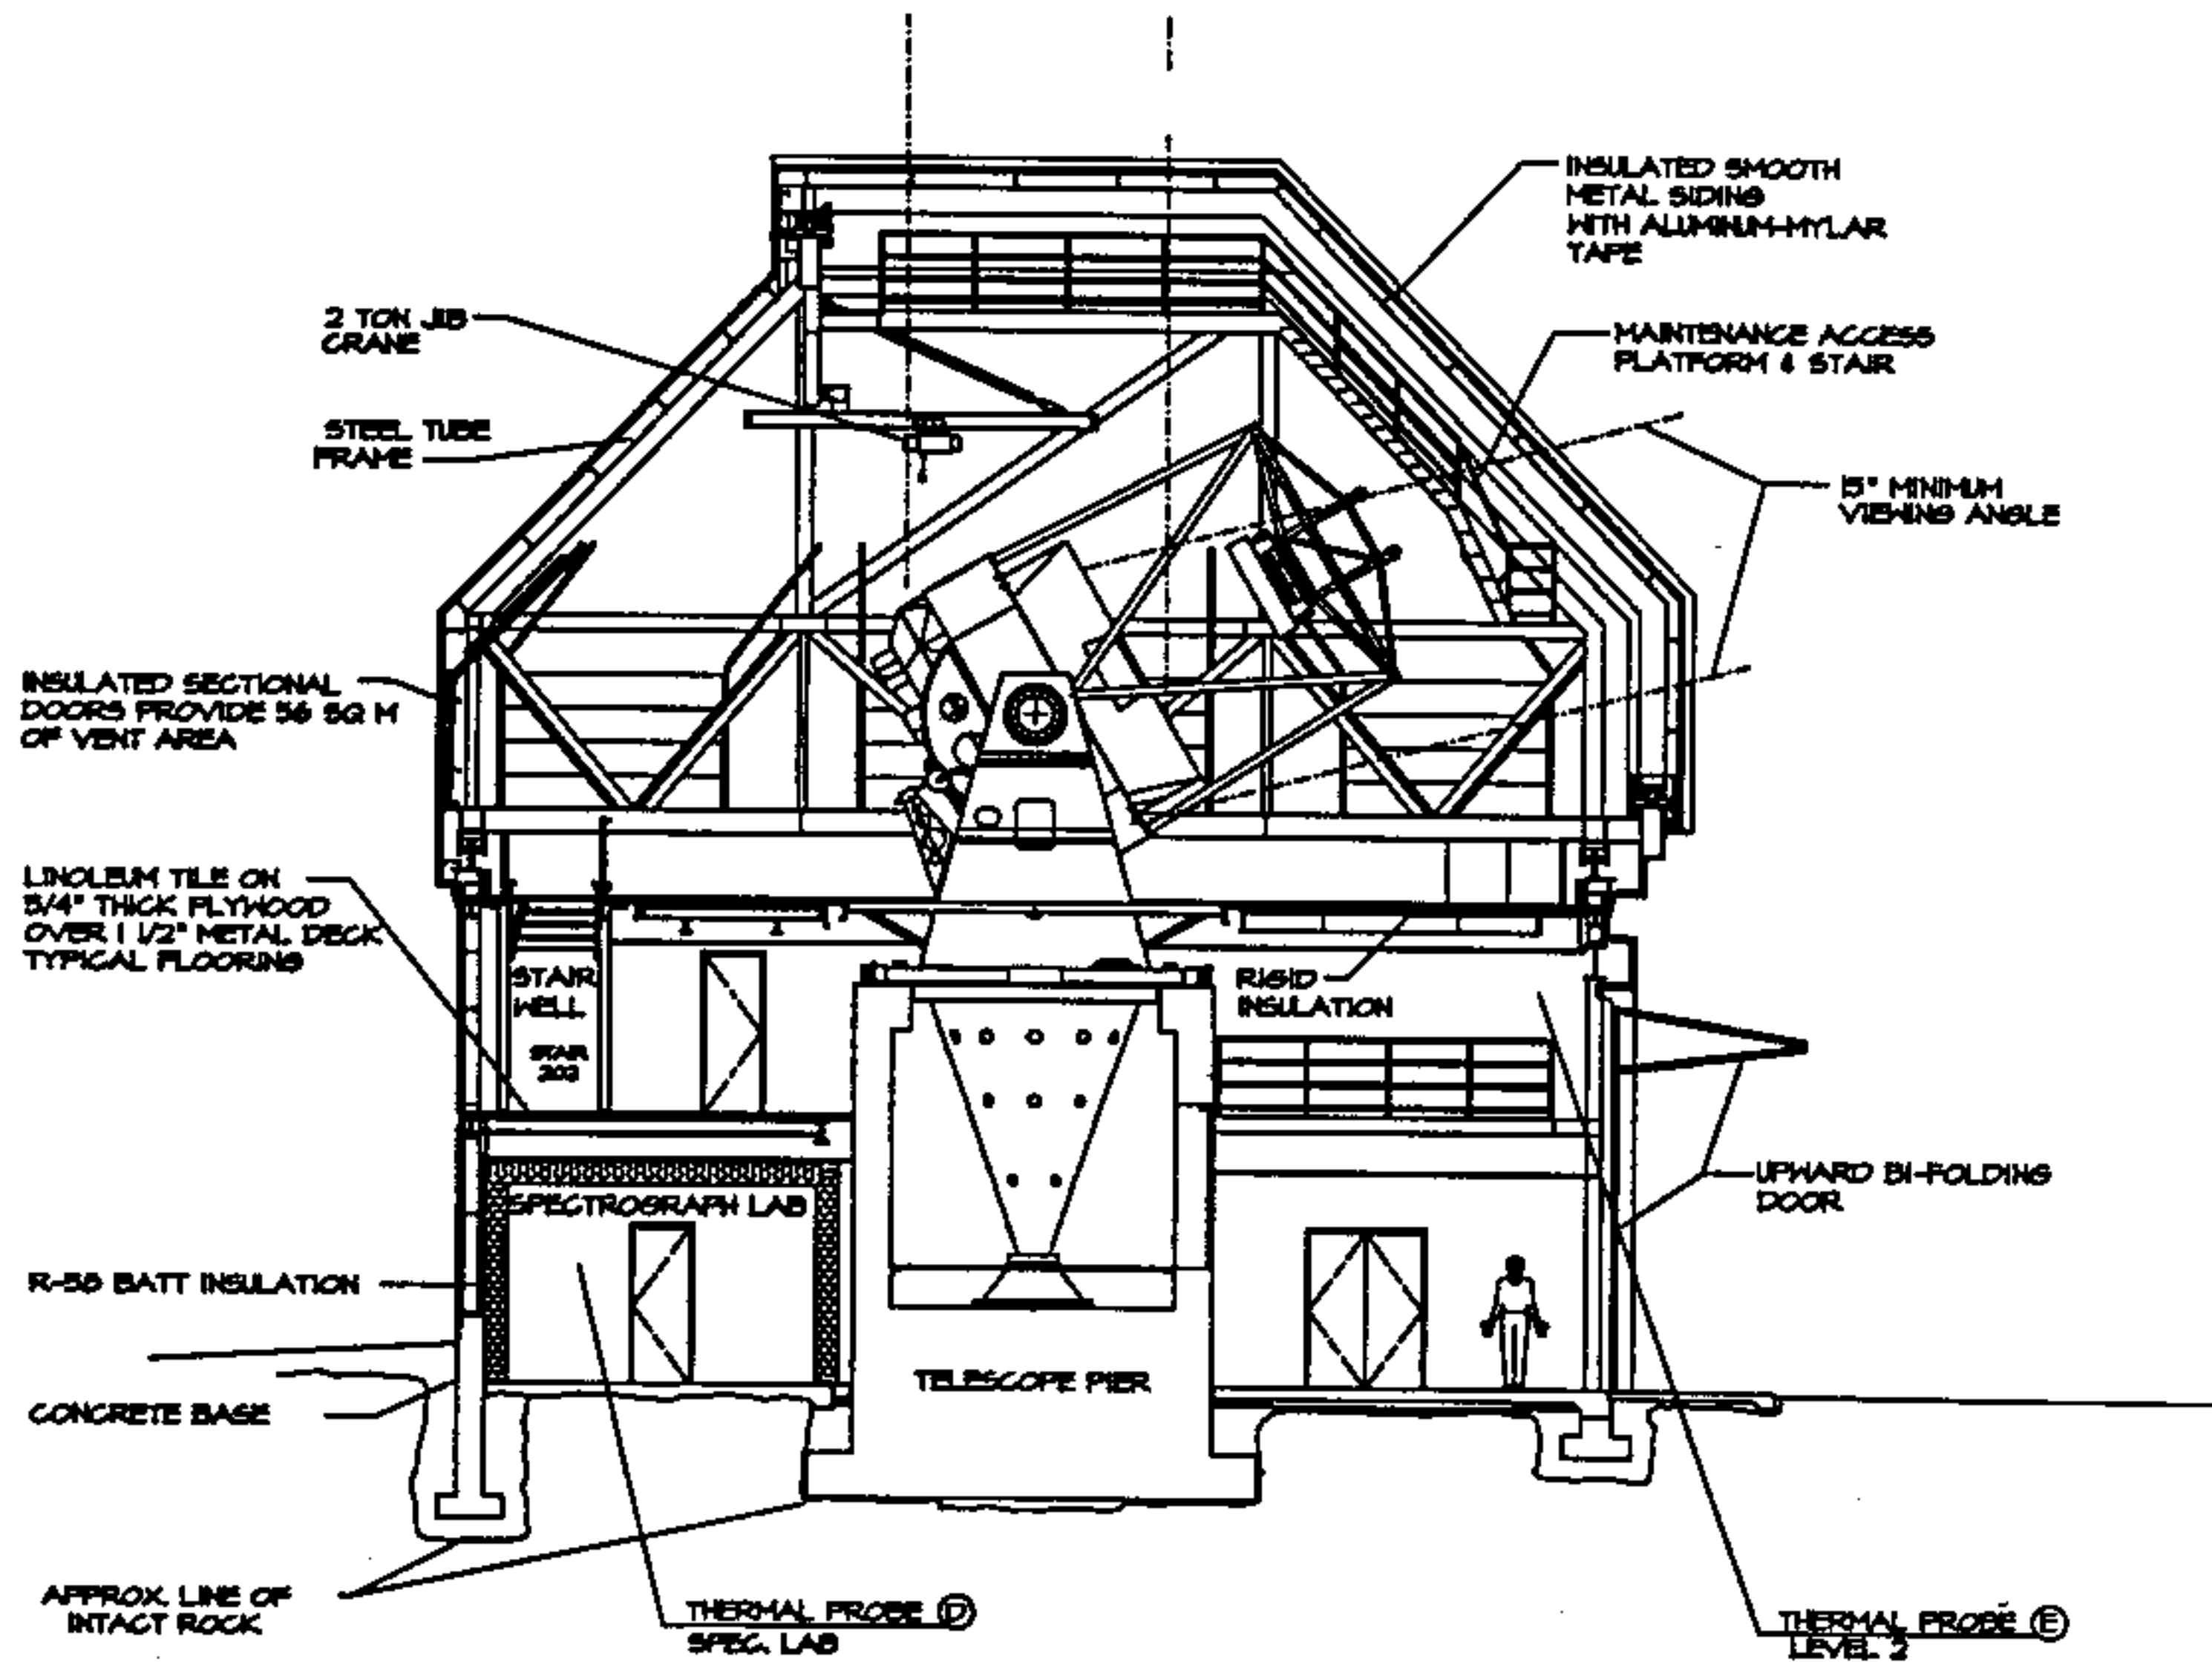 INSULATED SMOOTH
METAL SIDING
WITH ALUMINUM-MYLAR
TAPE
2 TON JIB
CRANE
MAINTENANCE ACCESS
PLATFORM & STAIR
STEEL TUBE
FRAME
15° MINIMUM
VIEWING ANGLE
INSULATED SECTIONAL
DOORS PROVIDE 56 SQ M
OF VENT AREA
LINOLEUM TILE ON
3/4" THICK PLYWOOD
OVER 1 1/2" METAL DECK
TYPICAL FLOORING
STAIR
WELL
STAIR
202
RIGID
INSULATION
UPWARD BI-FOLDING
DOOR
SPECTROGRAPH LAB
R-38 BATT INSULATION
TELESCOPE PIER
CONCRETE BASE
APPROX. LINE OF
INTACT ROCK
THERMAL PROBE D
SPEC. LAB
THERMAL PROBE E
LEVEL 2